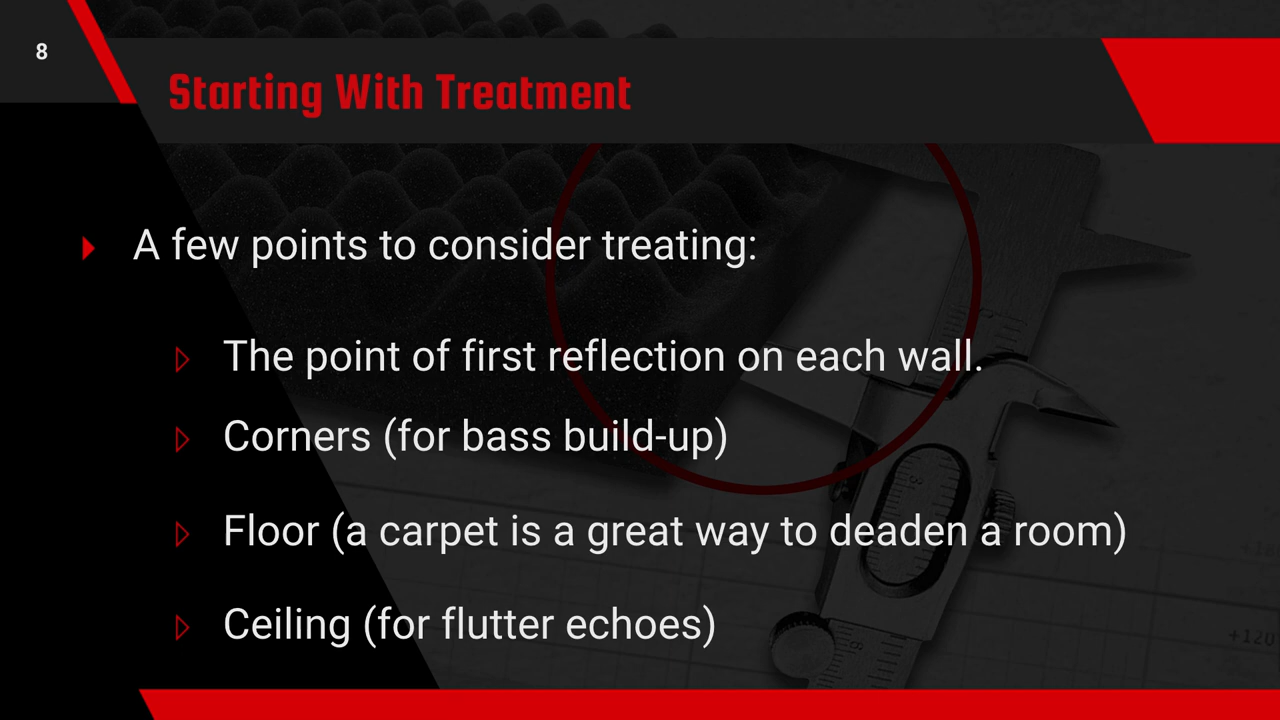 8
Starting With Treatment
A few points to consider treating:
The point of first reflection on each wall.
Corners (for bass build-up)
Floor (a carpet is a great way to deaden a room)
Ceiling (for flutter echoes)
+120